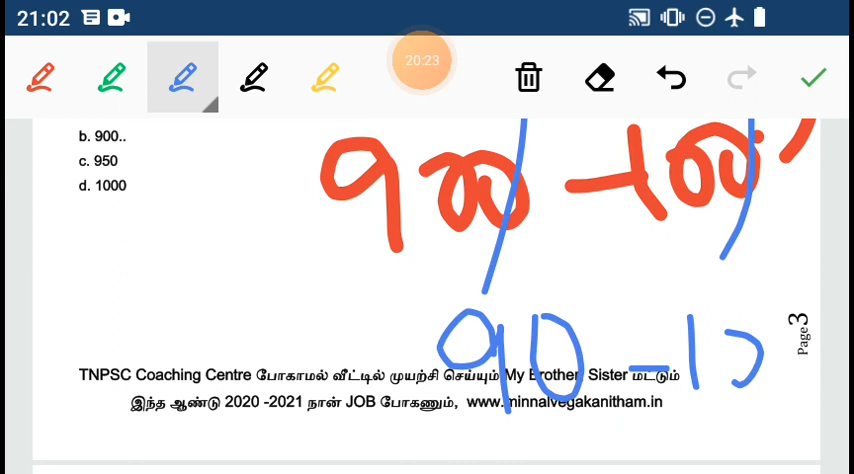 21:02
20:23
b. 900..
c. 950
d. 1000
900 - 100
90 - 10
Page 3
TNPSC Coaching Centre போகாமல் வீட்டில் முயற்சி செய்யும் My Brother, Sister மட்டும்
இந்த ஆண்டு 2020 -2021 நான் JOB போகணும், www.minnalvegakanitham.in